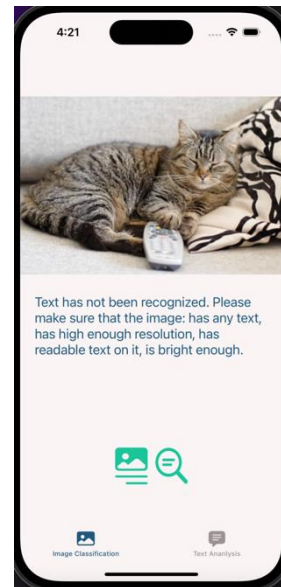 4:21
Text has not been recognized. Please
make sure that the image: has any text,
has high enough resolution, has
readable text on it, is bright enough.
Image Classification
Text Ananlysis